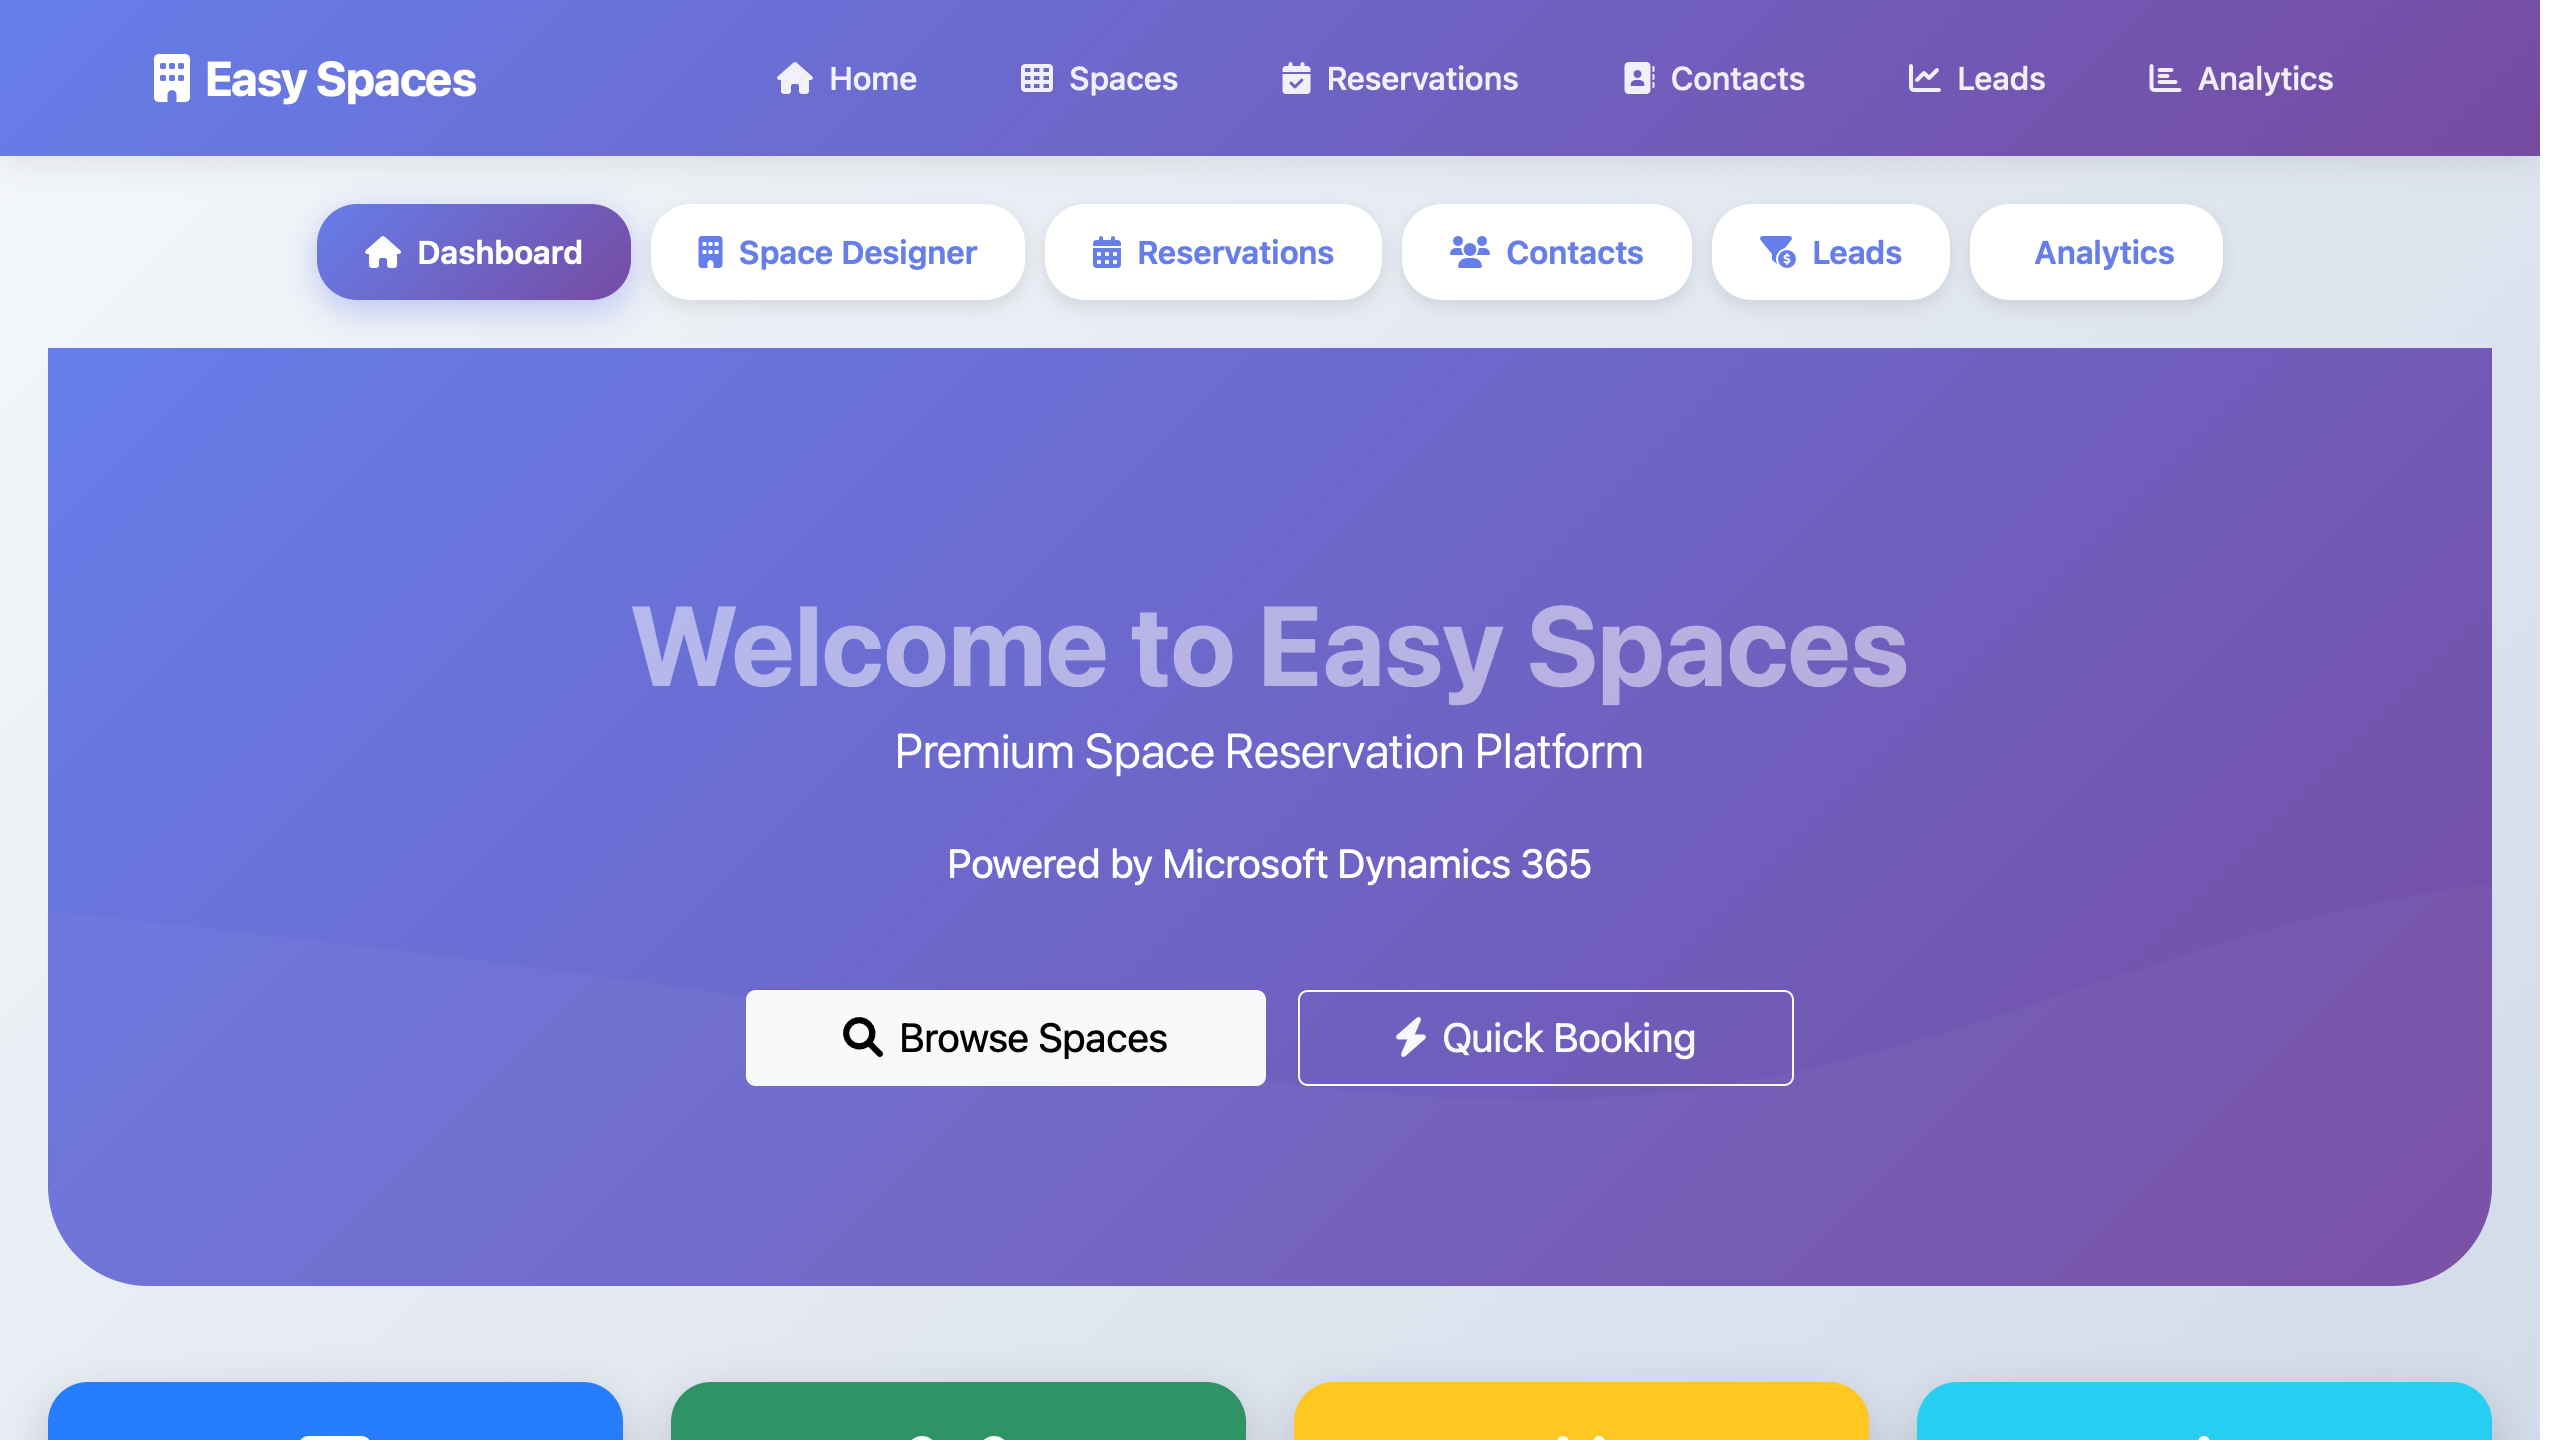 Easy Spaces
Home
Spaces
Reservations
Contacts
Leads
Analytics
Dashboard
Space Designer
Reservations
Contacts
Leads
Analytics
Welcome to Easy Spaces
Premium Space Reservation Platform
Powered by Microsoft Dynamics 365
Browse Spaces
Quick Booking